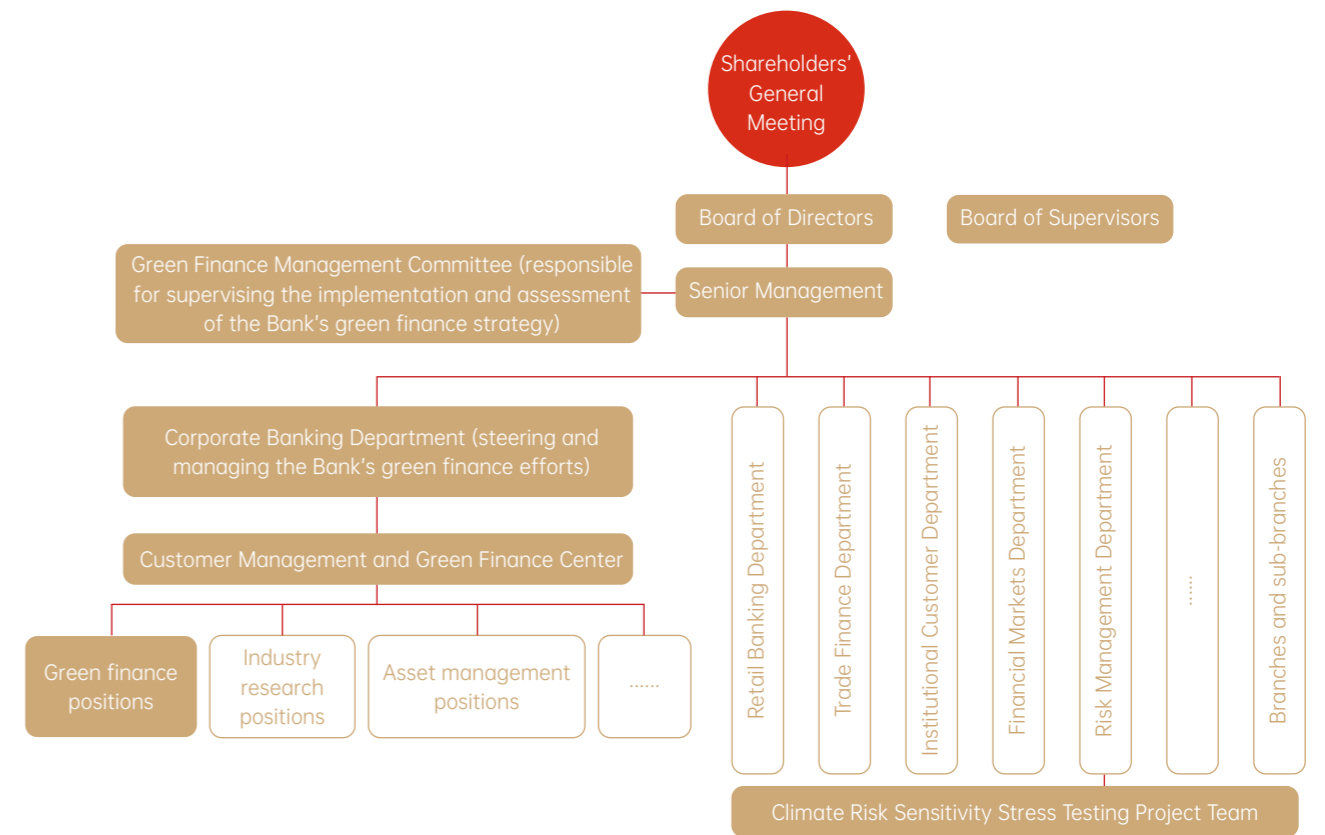 Shareholders'
General
Meeting
Board of Directors
Board of Supervisors
Green Finance Management Committee (responsible
for supervising the implementation and assessment
of the Bank's green finance strategy)
Senior Management
Corporate Banking Department (steering and
managing the Bank's green finance efforts)
Customer Management and Green Finance Center
Green finance
positions
Industry
research
positions
Asset management
positions
......
Retail Banking Department
Trade Finance Department
Institutional Customer Department
Financial Markets Department
Risk Management Department
......
Branches and sub-branches
Climate Risk Sensitivity Stress Testing Project Team